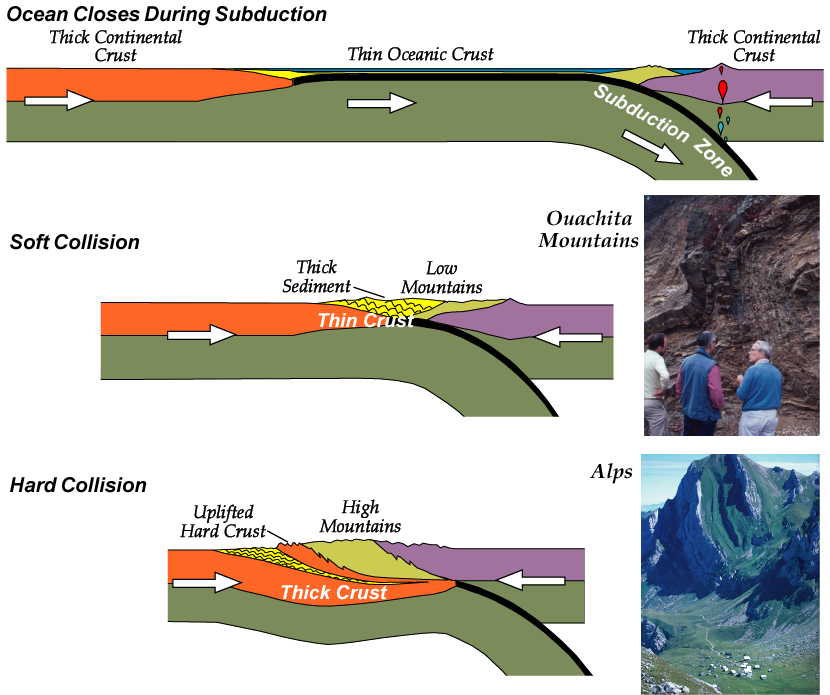 Ocean Closes During Subduction
Thick Continental
Crust
Thin Oceanic Crust
Thick Continental
Crust
Subduction Zone
Soft Collision
Ouachita
Mountains
Thick
Sediment
Low
Mountains
Thin Crust
Hard Collision
Alps
Uplifted
Hard Crust
High
Mountains
Thick Crust